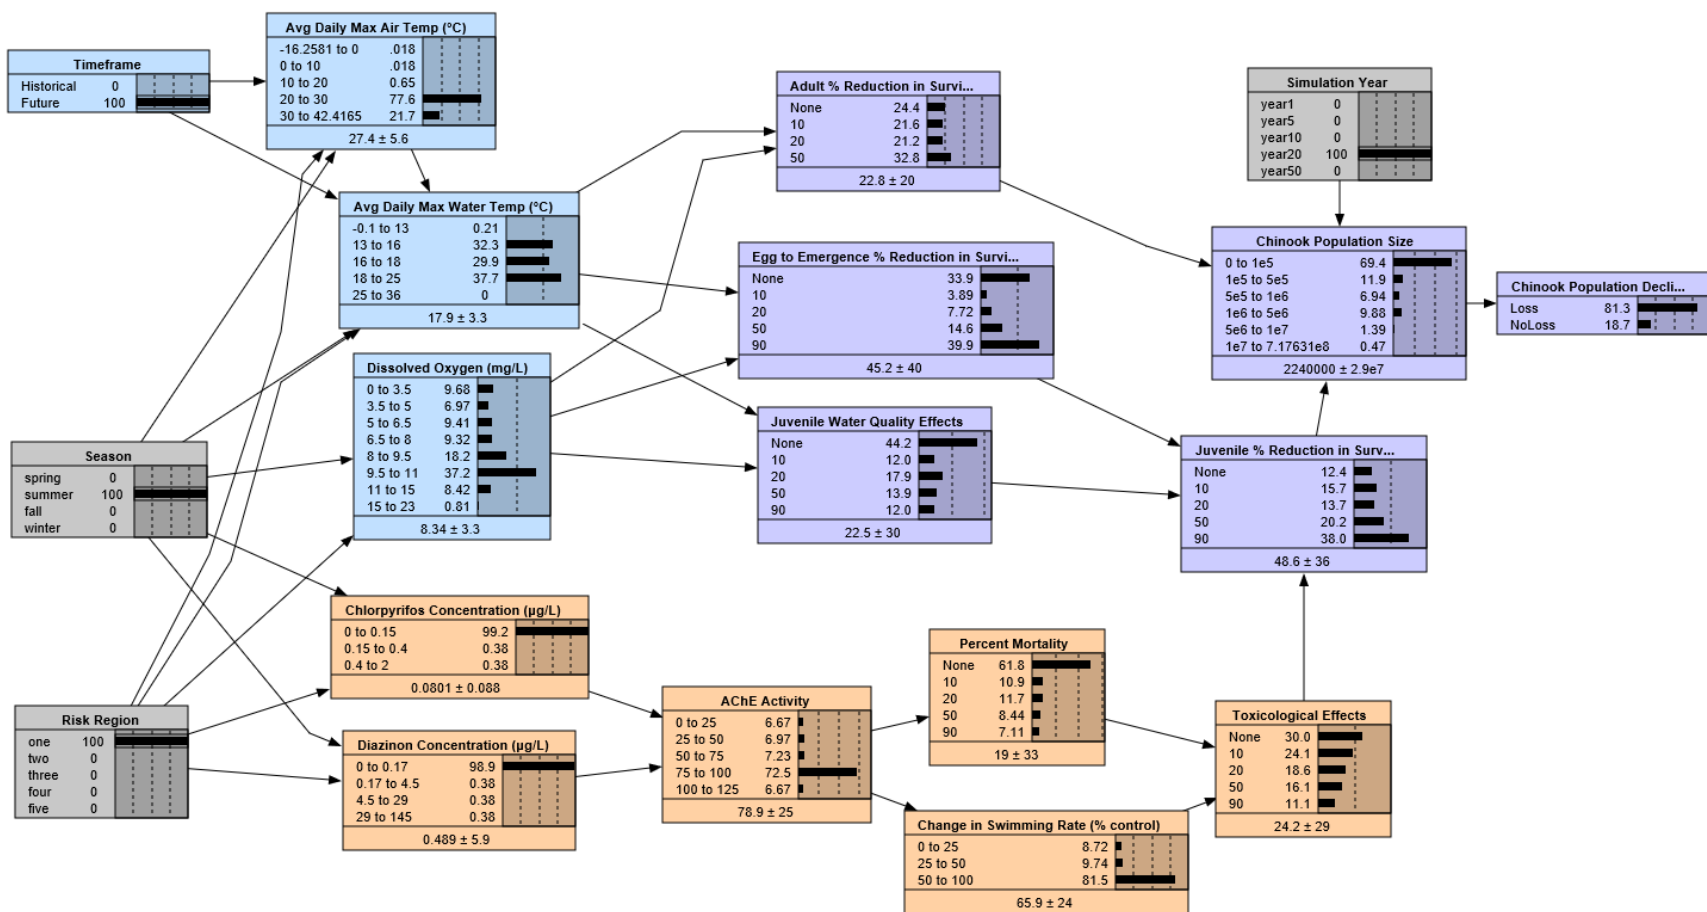 Timeframe
Historical 0
Future 100
Avg Daily Max Air Temp (°C)
-16.2581 to 0 .018
0 to 10 .018
10 to 20 0.65
20 to 30 77.6
30 to 42.4165 21.7
27.4 ± 5.6
Avg Daily Max Water Temp (°C)
-0.1 to 13 0.21
13 to 16 32.3
16 to 18 29.9
18 to 25 37.7
25 to 36 0
17.9 ± 3.3
Dissolved Oxygen (mg/L)
0 to 3.5 9.68
3.5 to 5 6.97
5 to 6.5 9.41
6.5 to 8 9.32
8 to 9.5 18.2
9.5 to 11 37.2
11 to 15 8.42
15 to 23 0.81
8.34 ± 3.3
Season
spring 0
summer 100
fall 0
winter 0
Risk Region
one 100
two 0
three 0
four 0
five 0
Chlorpyrifos Concentration (µg/L)
0 to 0.15 99.2
0.15 to 0.4 0.38
0.4 to 2 0.38
0.0801 ± 0.088
Diazinon Concentration (µg/L)
0 to 0.17 98.9
0.17 to 4.5 0.38
4.5 to 29 0.38
29 to 145 0.38
0.489 ± 5.9
Adult % Reduction in Survi...
None 24.4
10 21.6
20 21.2
50 32.8
22.8 ± 20
Egg to Emergence % Reduction in Survi...
None 33.9
10 3.89
20 7.72
50 14.6
90 39.9
45.2 ± 40
Juvenile Water Quality Effects
None 44.2
10 12.0
20 17.9
50 13.9
90 12.0
22.5 ± 30
AChE Activity
0 to 25 6.67
25 to 50 6.97
50 to 75 7.23
75 to 100 72.5
100 to 125 6.67
78.9 ± 25
Percent Mortality
None 61.8
10 10.9
20 11.7
50 8.44
90 7.11
19 ± 33
Change in Swimming Rate (% control)
0 to 25 8.72
25 to 50 9.74
50 to 100 81.5
65.9 ± 24
Simulation Year
year1 0
year5 0
year10 0
year20 100
year50 0
Chinook Population Size
0 to 1e5 69.4
1e5 to 5e5 11.9
5e5 to 1e6 6.94
1e6 to 5e6 9.88
5e6 to 1e7 1.39
1e7 to 7.17631e8 0.47
2240000 ± 2.9e7
Chinook Population Decli...
Loss 81.3
NoLoss 18.7
Juvenile % Reduction in Surv...
None 12.4
10 15.7
20 13.7
50 20.2
90 38.0
48.6 ± 36
Toxicological Effects
None 30.0
10 24.1
20 18.6
50 16.1
90 11.1
24.2 ± 29